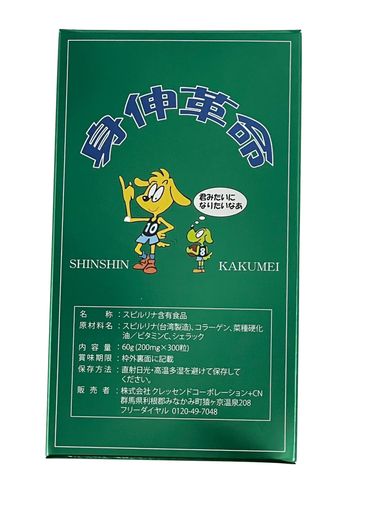 身伸革命
君みたいに
なりたいなあ
10
8
SHINSHIN KAKUMEI
名 称：スピルリナ含有食品
原材料名：スピルリナ(台湾製造)、コラーゲン、菜種硬化
油／ビタミンC、シェラック
内 容 量：60g (200mg×300粒)
賞味期限：枠外裏面に記載
保存方法：直射日光・高温多湿を避けて保存して
ください。
販 売 者：株式会社 クレッセンドコーポレーション+CN
群馬県利根郡みなかみ町猿ヶ京温泉208
フリーダイヤル 0120-49-7048